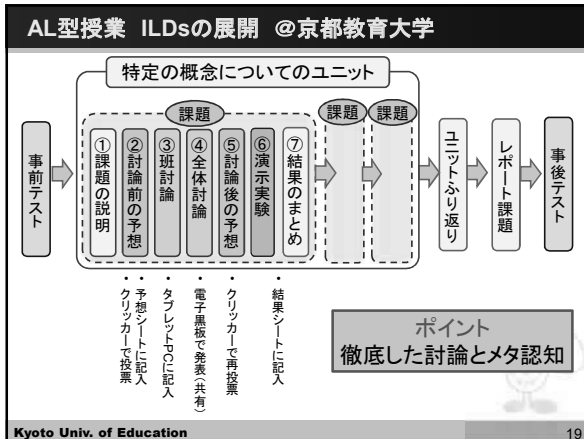 AL型授業 ILDsの展開 @京都教育大学
特定の概念についてのユニット
課題
課題
課題
事前テスト
①課題の説明
②討論前の予想
③班討論
④全体討論
⑤討論後の予想
⑥演示実験
⑦結果のまとめ
ユニットふり返り
レポート課題
事後テスト
・予想シートに記入
・クリッカーで投票
・タブレットPCに記入
・電子黒板で発表(共有)
・クリッカーで再投票
・結果シートに記入
ポイント
徹底した討論とメタ認知
Kyoto Univ. of Education
19